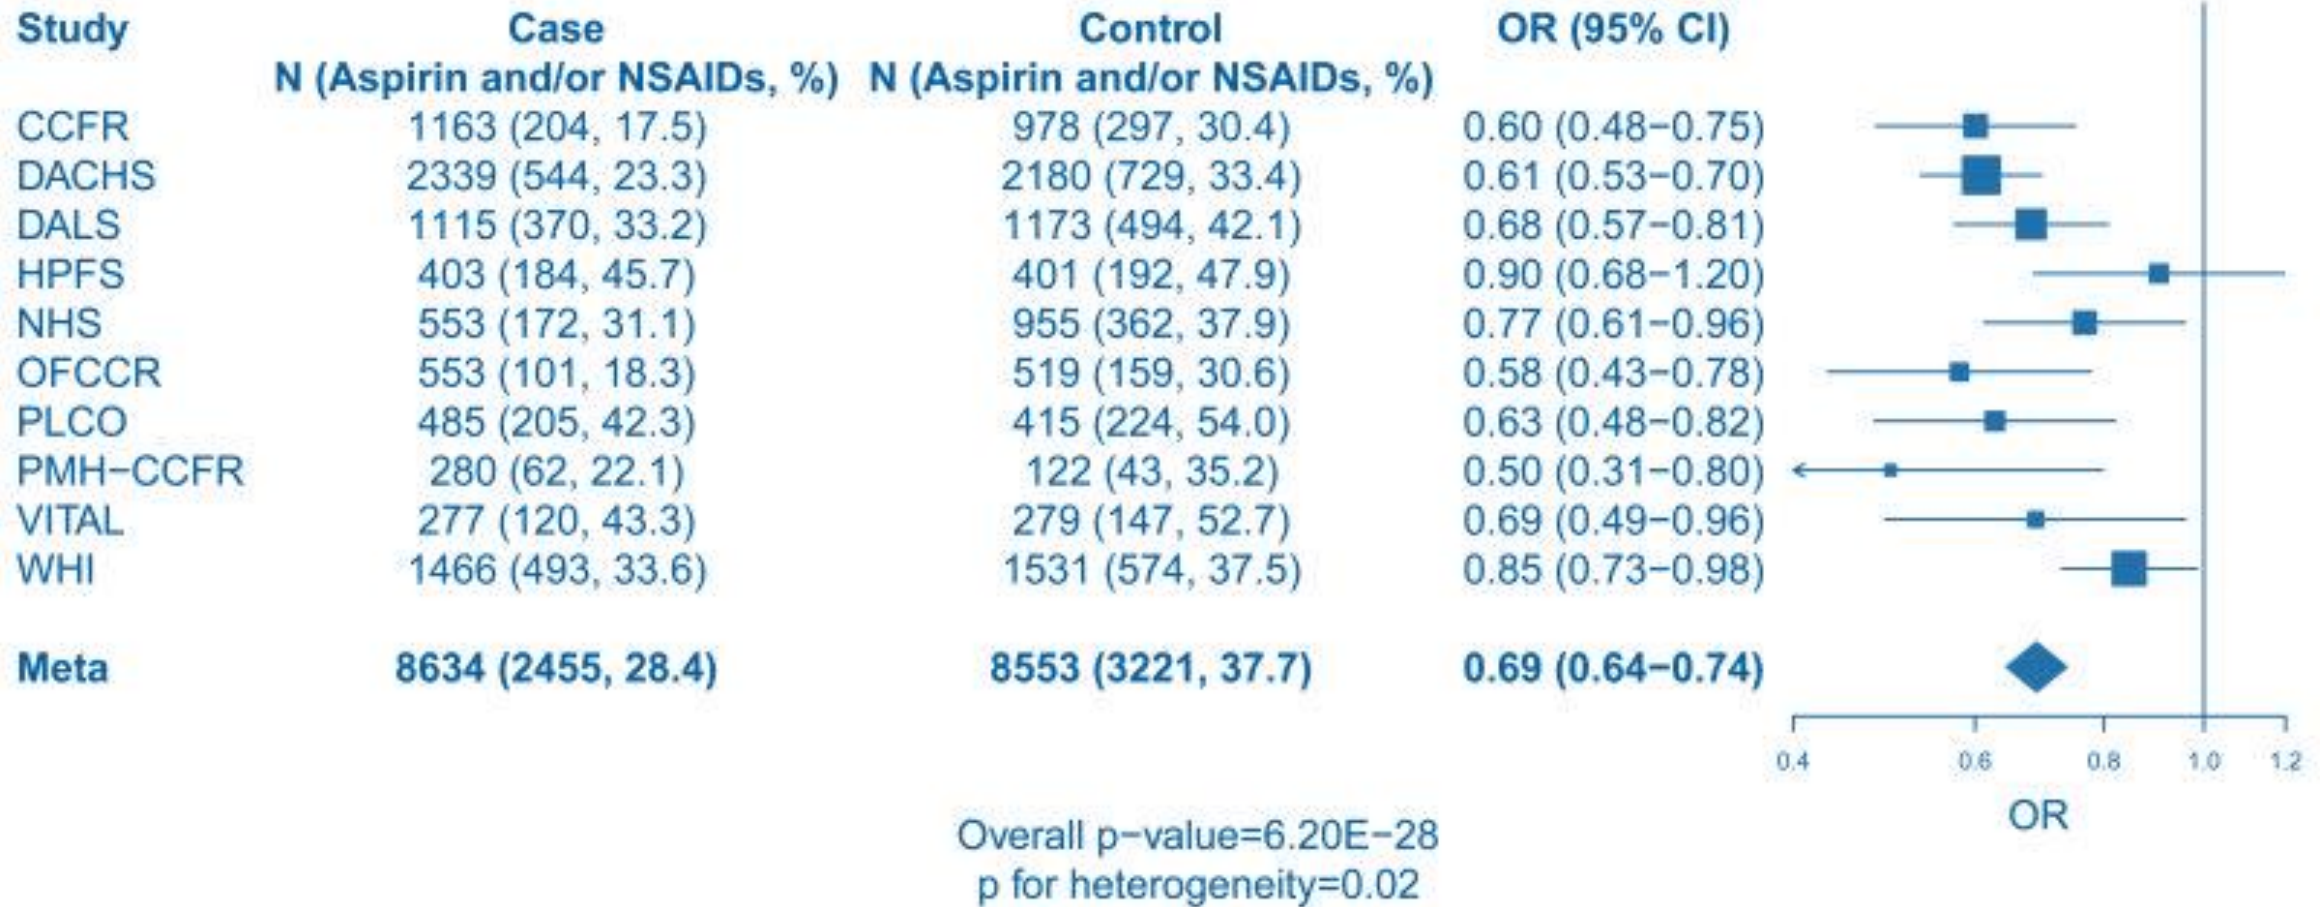 Study Case Control OR (95% CI)
N (Aspirin and/or NSAIDs, %) N (Aspirin and/or NSAIDs, %)
CCFR 1163 (204, 17.5) 978 (297, 30.4) 0.60 (0.48−0.75)
DACHS 2339 (544, 23.3) 2180 (729, 33.4) 0.61 (0.53−0.70)
DALS 1115 (370, 33.2) 1173 (494, 42.1) 0.68 (0.57−0.81)
HPFS 403 (184, 45.7) 401 (192, 47.9) 0.90 (0.68−1.20)
NHS 553 (172, 31.1) 955 (362, 37.9) 0.77 (0.61−0.96)
OFCCR 553 (101, 18.3) 519 (159, 30.6) 0.58 (0.43−0.78)
PLCO 485 (205, 42.3) 415 (224, 54.0) 0.63 (0.48−0.82)
PMH−CCFR 280 (62, 22.1) 122 (43, 35.2) 0.50 (0.31−0.80)
VITAL 277 (120, 43.3) 279 (147, 52.7) 0.69 (0.49−0.96)
WHI 1466 (493, 33.6) 1531 (574, 37.5) 0.85 (0.73−0.98)
Meta 8634 (2455, 28.4) 8553 (3221, 37.7) 0.69 (0.64−0.74)
0.4 0.6 0.8 1.0 1.2
OR
Overall p−value=6.20E−28
p for heterogeneity=0.02